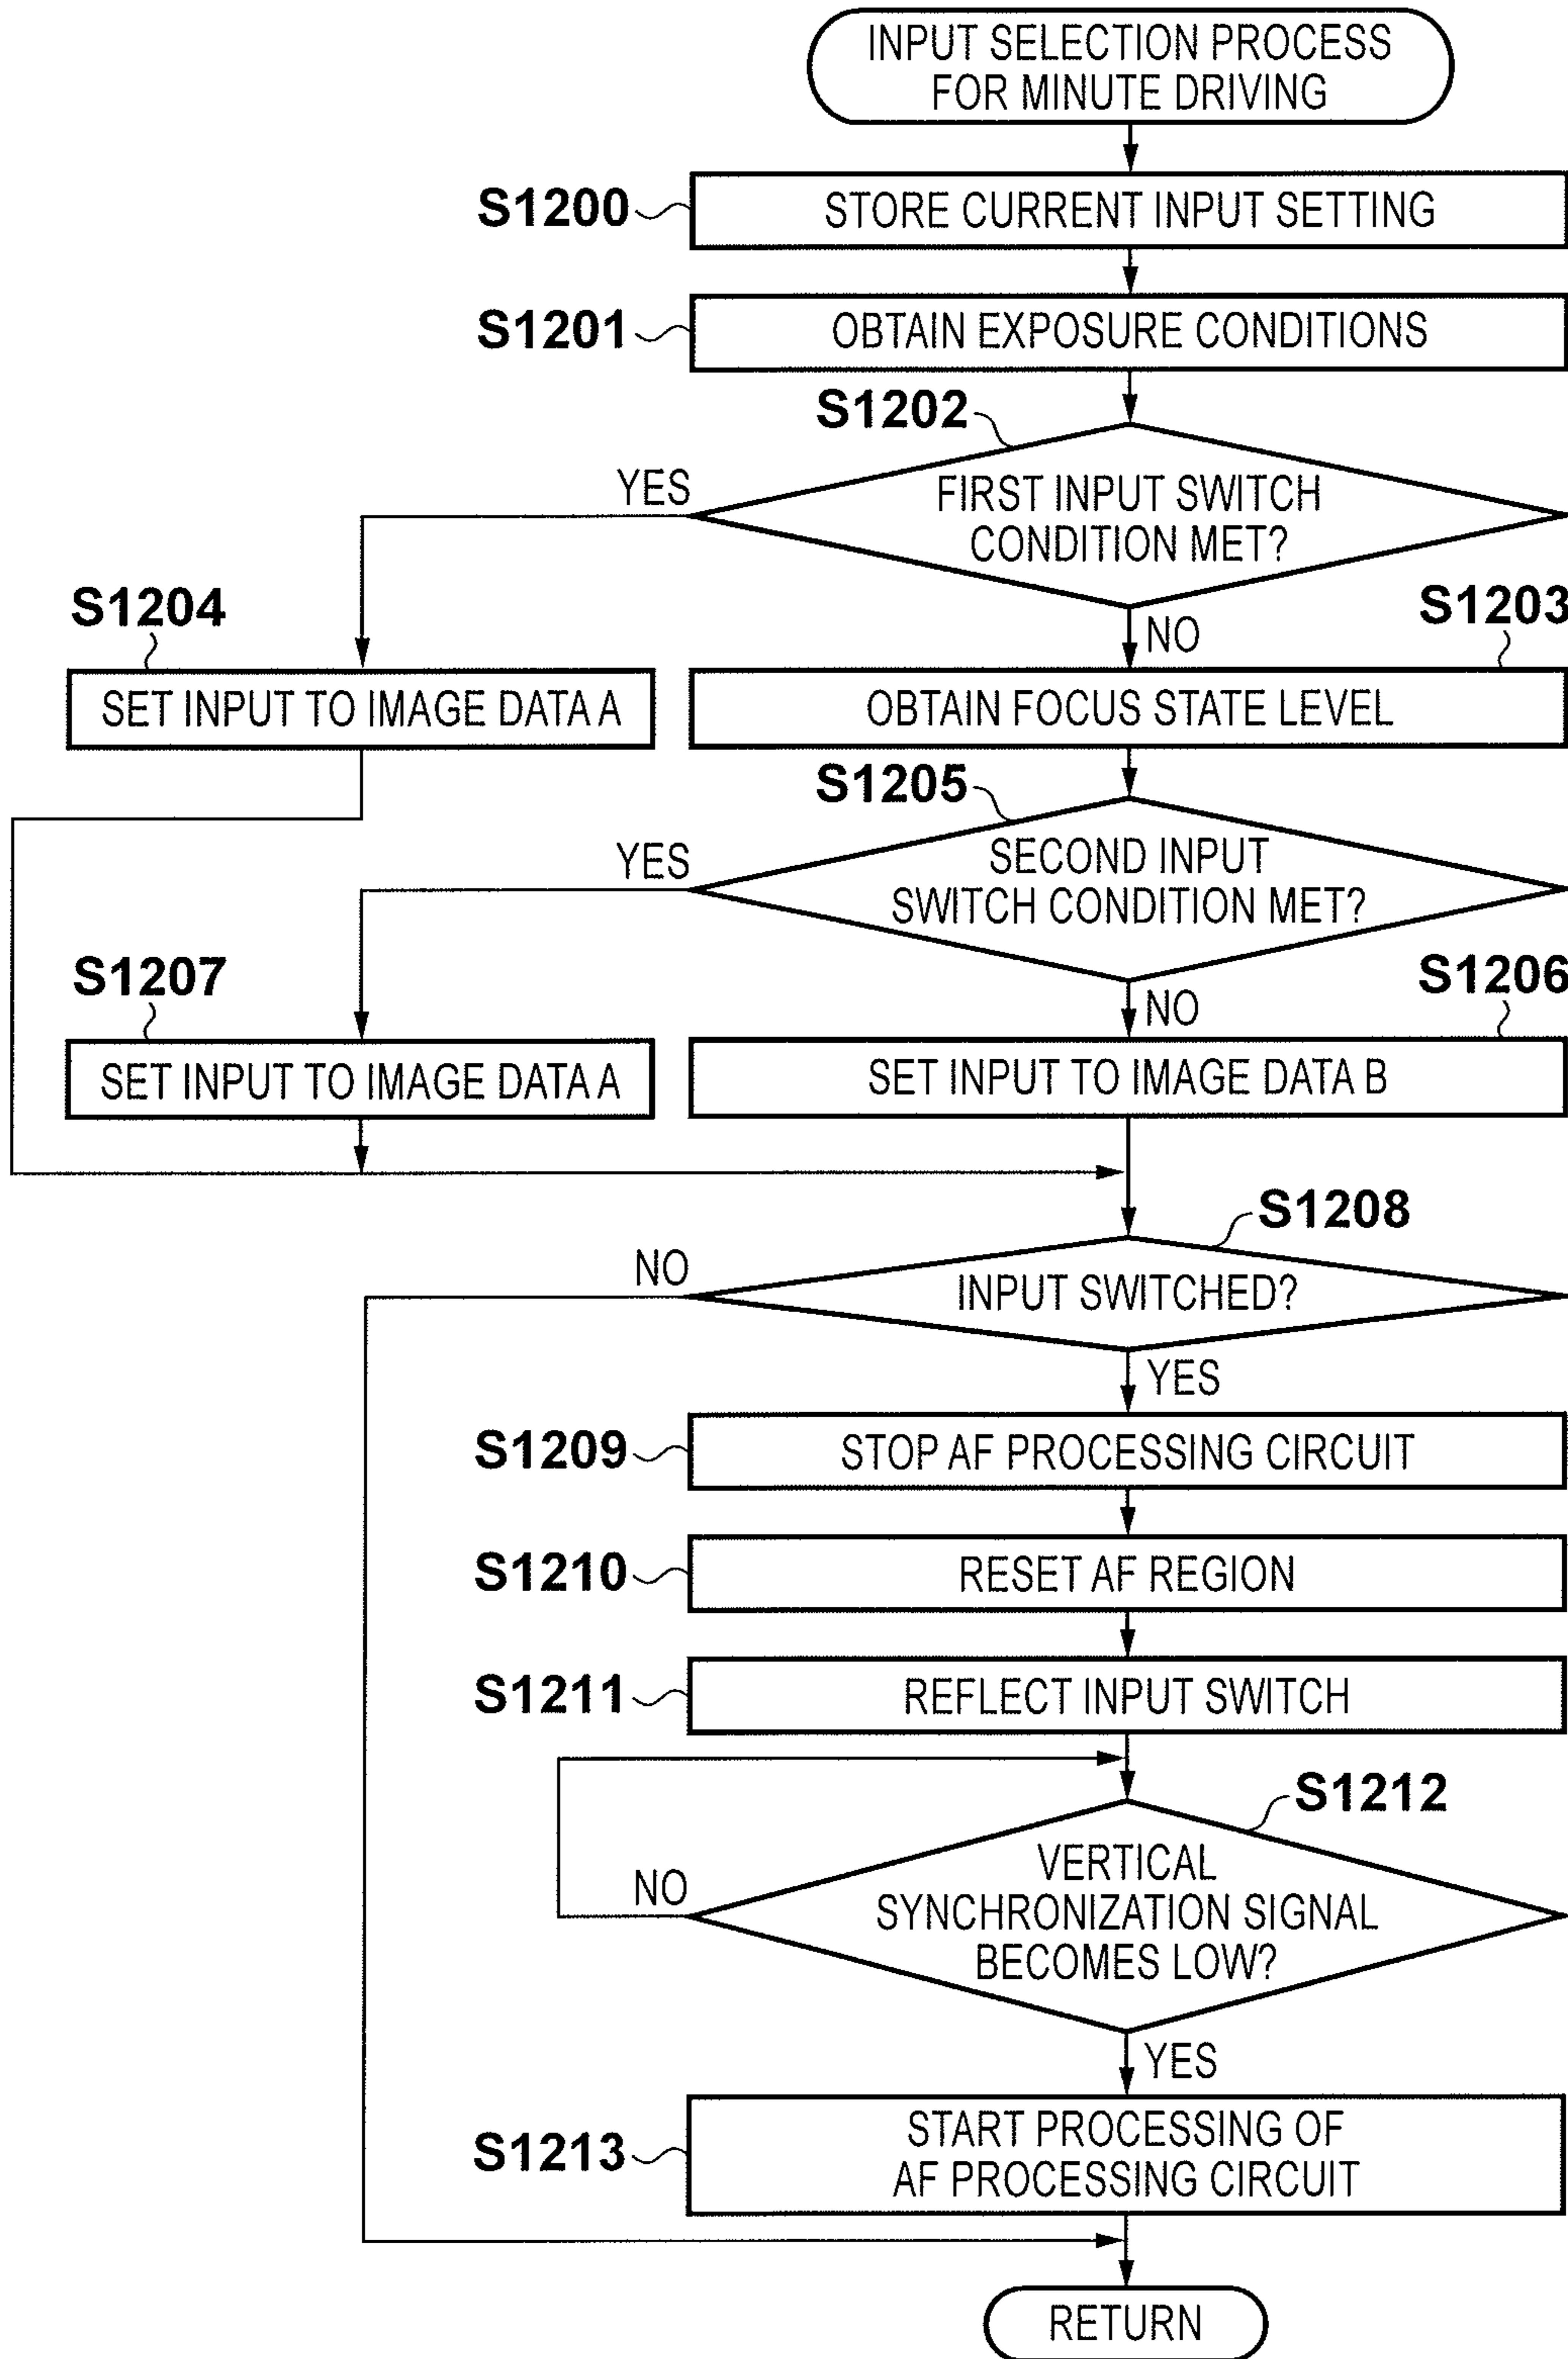 INPUT SELECTION PROCESS
FOR MINUTE DRIVING
S1200
STORE CURRENT INPUT SETTING
S1201
OBTAIN EXPOSURE CONDITIONS
S1202
YES
FIRST INPUT SWITCH
CONDITION MET?
S1204
NO
S1203
SET INPUT TO IMAGE DATA A
OBTAIN FOCUS STATE LEVEL
S1205
YES
SECOND INPUT
SWITCH CONDITION MET?
S1207
NO
S1206
SET INPUT TO IMAGE DATA A
SET INPUT TO IMAGE DATA B
S1208
NO
INPUT SWITCHED?
YES
S1209
STOP AF PROCESSING CIRCUIT
S1210
RESET AF REGION
S1211
REFLECT INPUT SWITCH
S1212
NO
VERTICAL
SYNCHRONIZATION SIGNAL
BECOMES LOW?
YES
S1213
START PROCESSING OF
AF PROCESSING CIRCUIT
RETURN